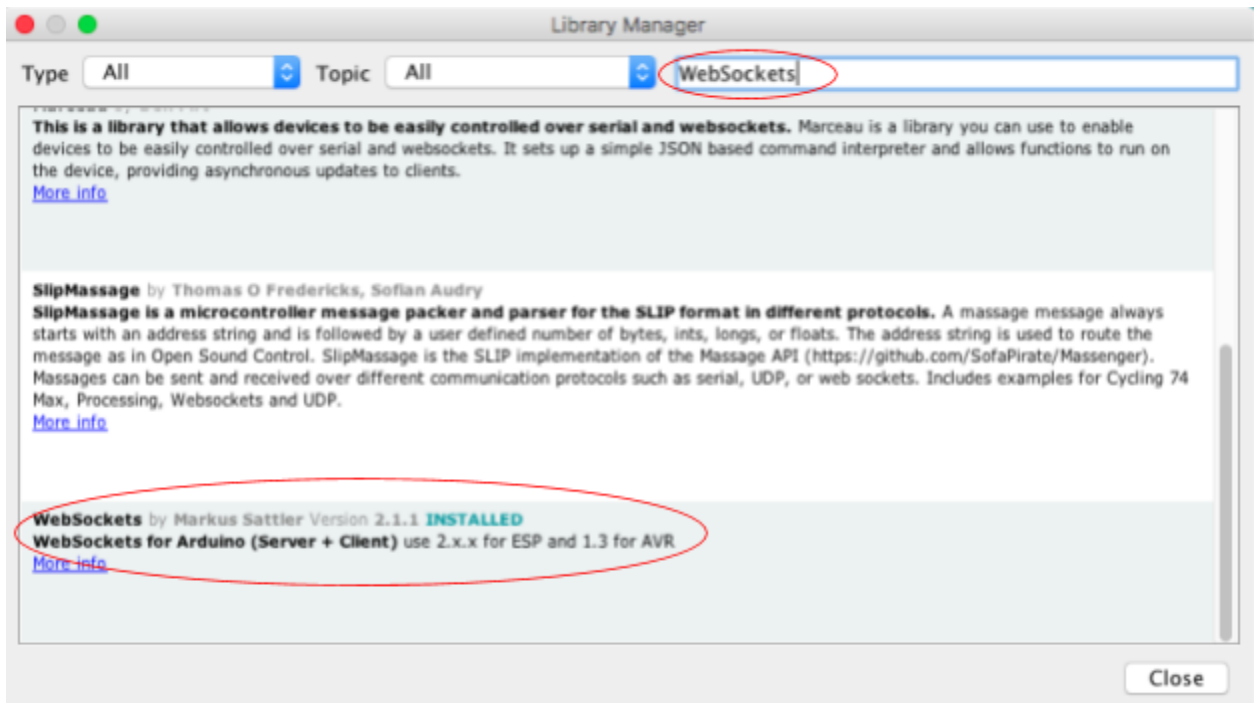 Library Manager
Type All Topic All WebSockets
This is a library that allows devices to be easily controlled over serial and websockets. Marceau is a library you can use to enable
devices to be easily controlled over serial and websockets. It sets up a simple JSON based command interpreter and allows functions to run on
the device, providing asynchronous updates to clients.
More info
SlipMassage by Thomas O Fredericks, Sofian Audry
SlipMassage is a microcontroller message packer and parser for the SLIP format in different protocols. A massage message always
starts with an address string and is followed by a user defined number of bytes, ints, longs, or floats. The address string is used to route the
message as in Open Sound Control. SlipMassage is the SLIP implementation of the Massage API (https://github.com/SofaPirate/Massenger).
Massages can be sent and received over different communication protocols such as serial, UDP, or web sockets. Includes examples for Cycling 74
Max, Processing, Websockets and UDP.
More info
WebSockets by Markus Sattler Version 2.1.1 INSTALLED
WebSockets for Arduino (Server + Client) use 2.x.x for ESP and 1.3 for AVR
More info
Close